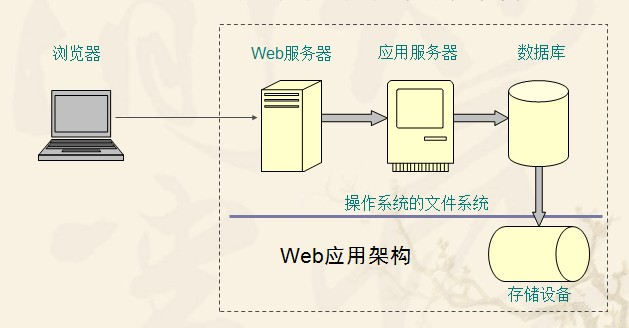 浏览器
Web服务器
应用服务器
数据库
操作系统的文件系统
Web应用架构
存储设备